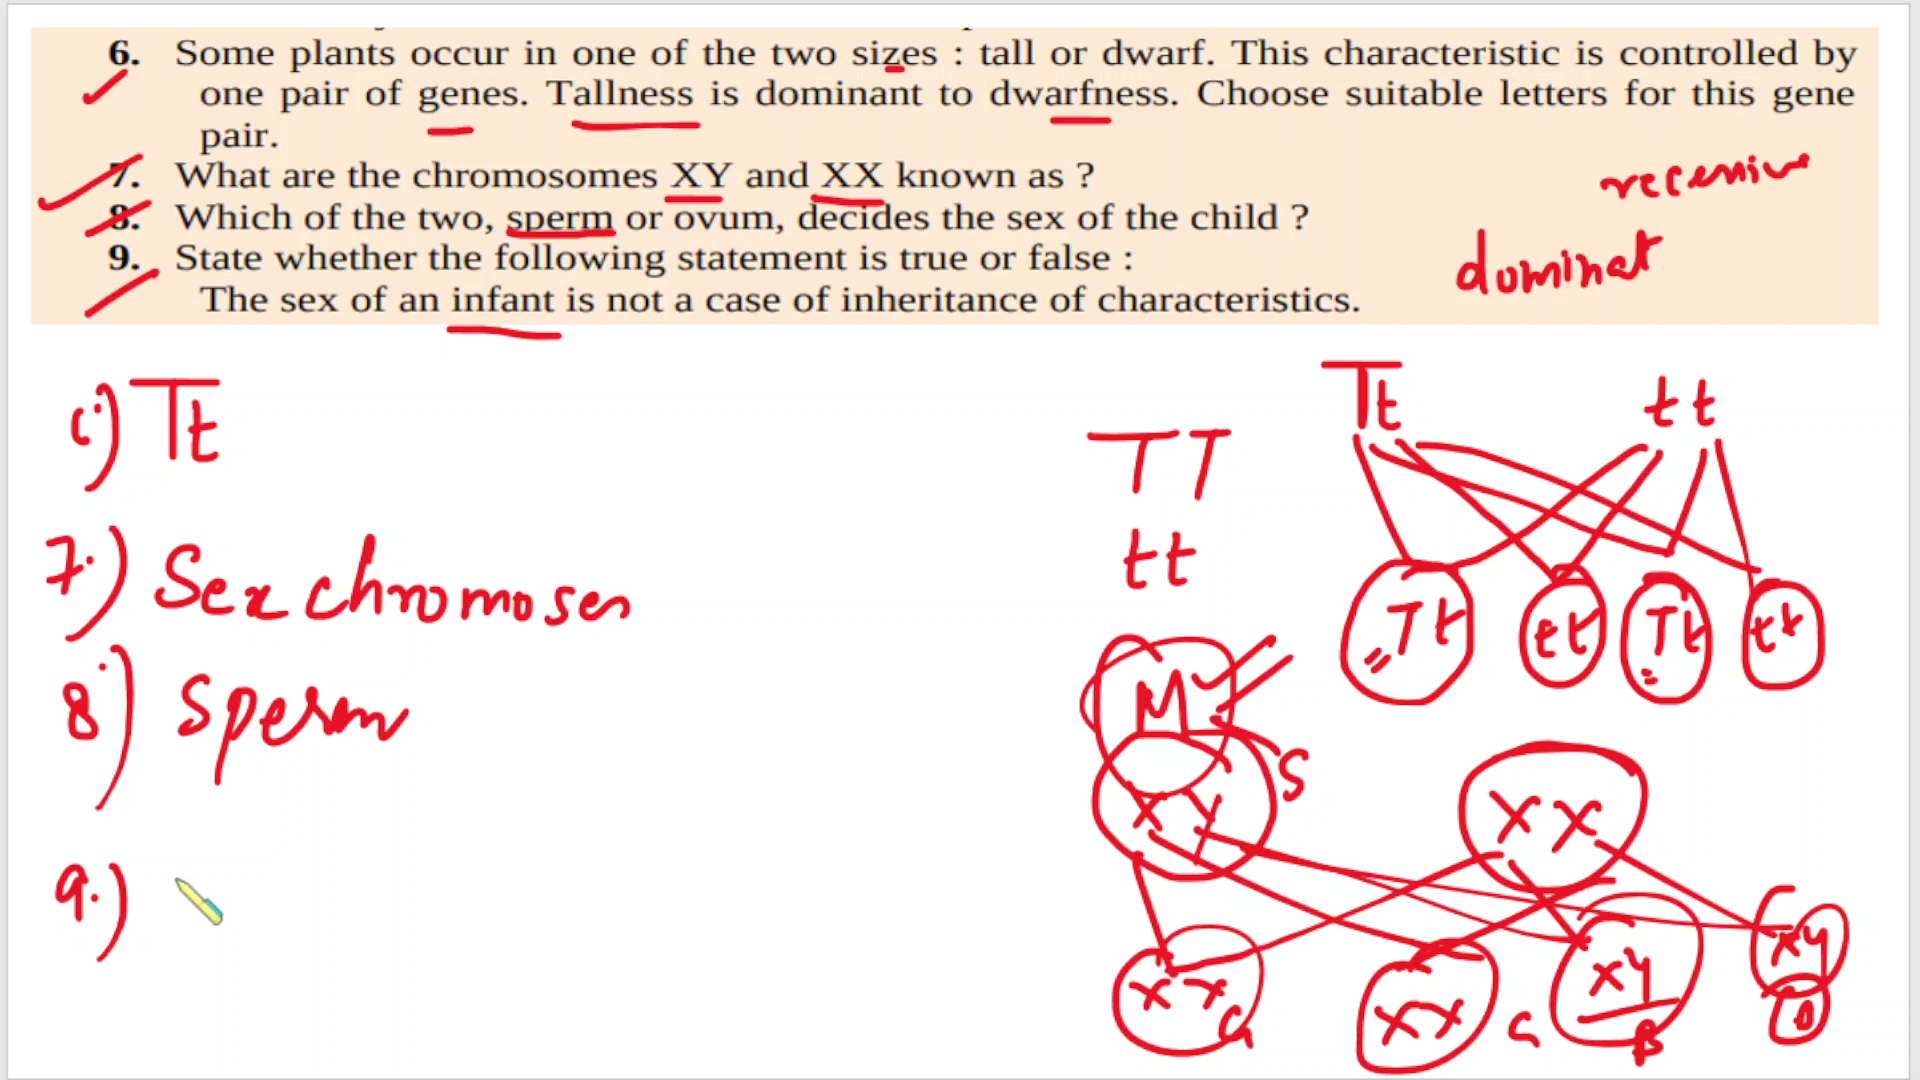 6. Some plants occur in one of the two sizes : tall or dwarf. This characteristic is controlled by
one pair of genes. Tallness is dominant to dwarfness. Choose suitable letters for this gene
pair.
7. What are the chromosomes XY and XX known as ?
8. Which of the two, sperm or ovum, decides the sex of the child ?
9. State whether the following statement is true or false :
The sex of an infant is not a case of inheritance of characteristics.
dominat
Tt
7.) Sex chromoses
8.) Sperm
9.)
Tt tt
TT
tt
Tt tt Tt tt
M
S
XY XX
XX XX XY XY
G G B B